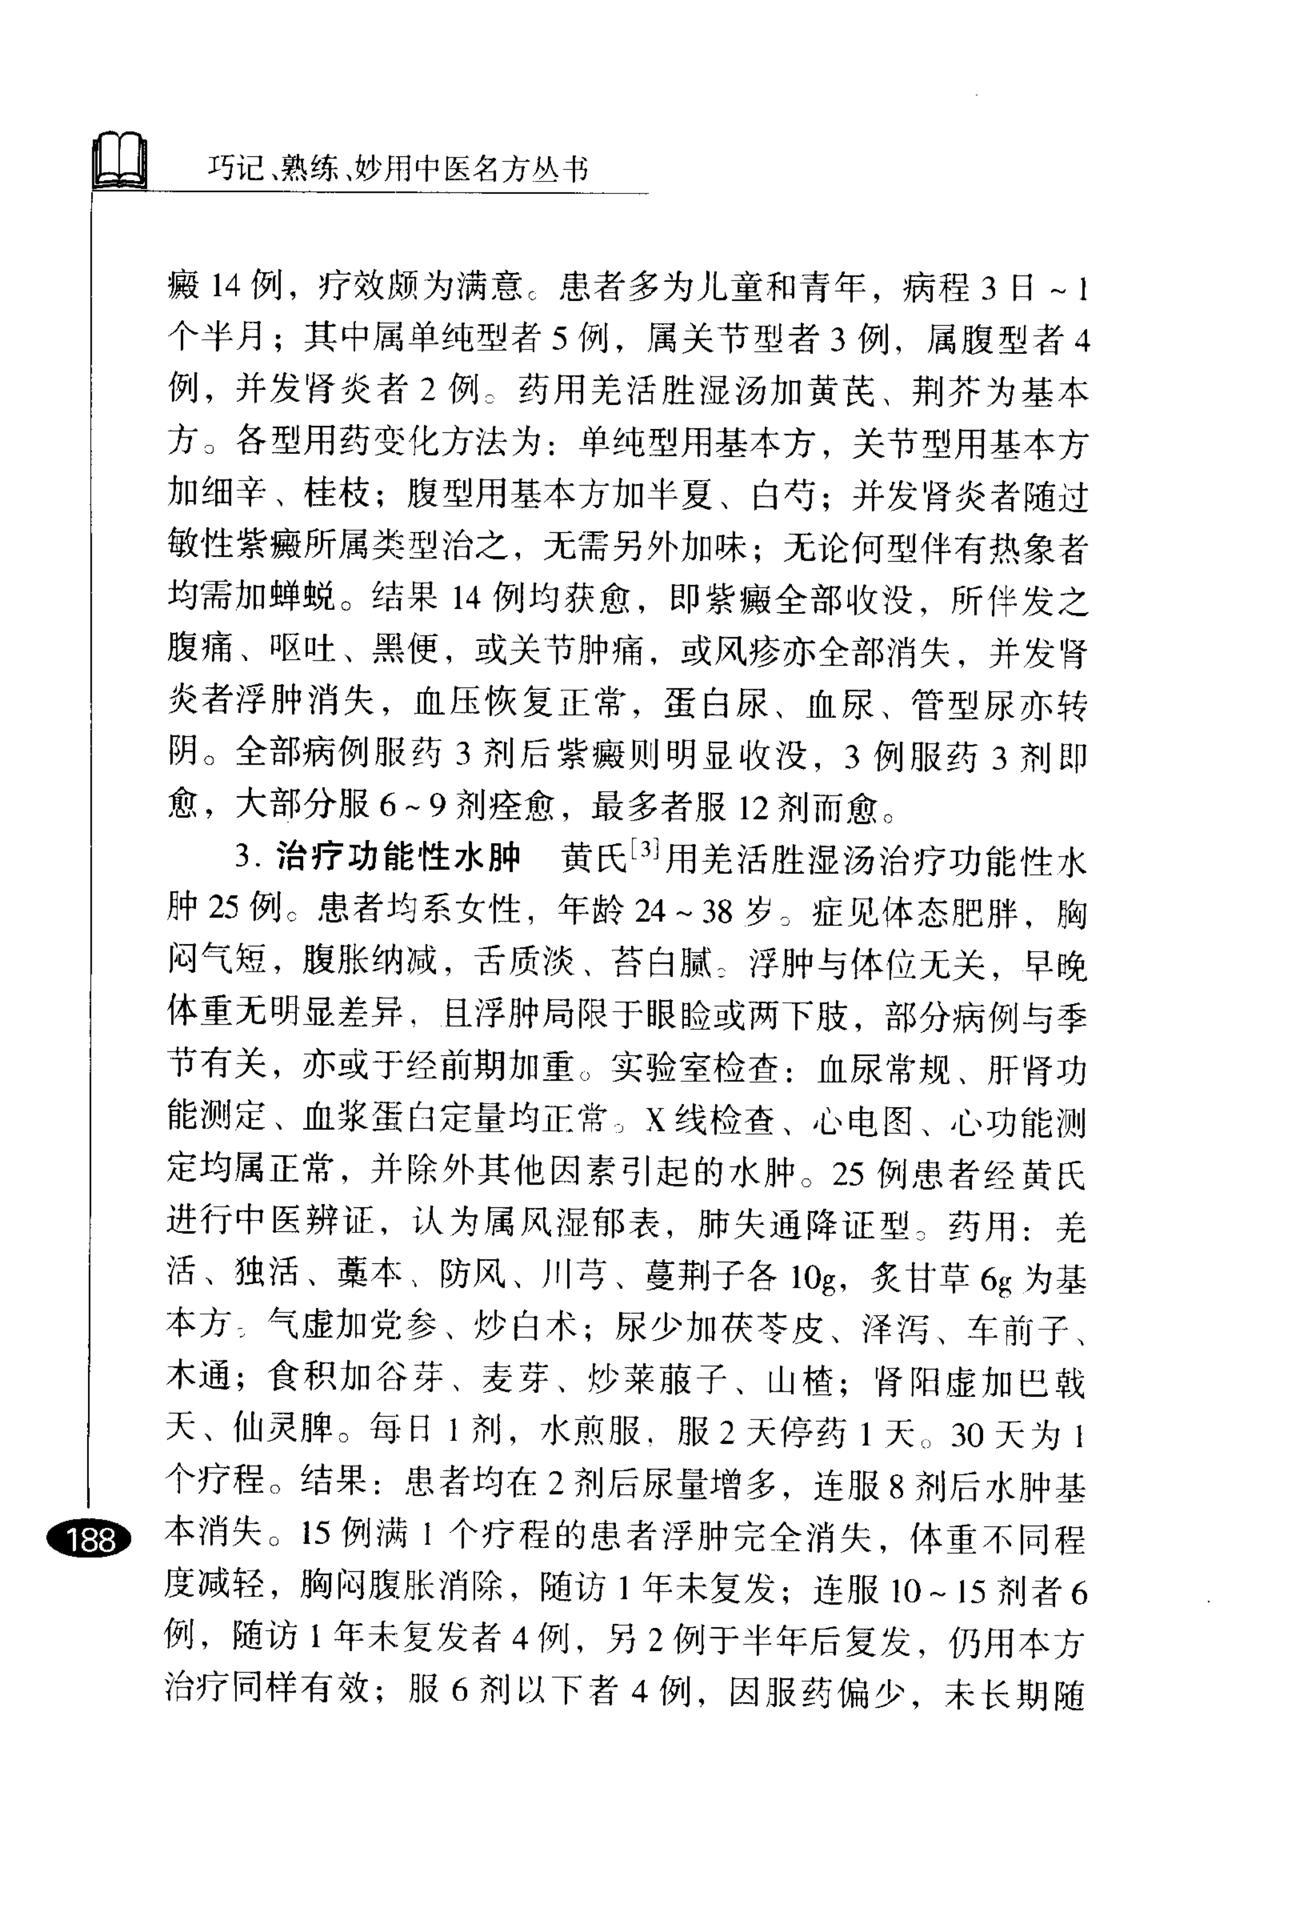 巧记、熟练、妙用中医名方丛书
癜 14 例，疗效颇为满意。患者多为儿童和青年，病程 3 日 ~ 1
个半月；其中属单纯型者 5 例，属关节型者 3 例，属腹型者 4
例，并发肾炎者 2 例。药用羌活胜湿汤加黄芪、荆芥为基本
方。各型用药变化方法为：单纯型用基本方，关节型用基本方
加细辛、桂枝；腹型用基本方加半夏、白芍；并发肾炎者随过
敏性紫癜所属类型治之，无需另外加味；无论何型伴有热象者
均需加蝉蜕。结果 14 例均获愈，即紫癜全部收没，所伴发之
腹痛、呕吐、黑便，或关节肿痛，或风疹亦全部消失，并发肾
炎者浮肿消失，血压恢复正常，蛋白尿、血尿、管型尿亦转
阴。全部病例服药 3 剂后紫癜则明显收没，3 例服药 3 剂即
愈，大部分服 6 ~ 9 剂痊愈，最多者服 12 剂而愈。
3. 治疗功能性水肿　黄氏[3]用羌活胜湿汤治疗功能性水
肿 25 例。患者均系女性，年龄 24 ~ 38 岁。症见体态肥胖，胸
闷气短，腹胀纳减，舌质淡、苔白腻。浮肿与体位无关，早晚
体重无明显差异，且浮肿局限于眼睑或两下肢，部分病例与季
节有关，亦或于经前期加重。实验室检查：血尿常规、肝肾功
能测定、血浆蛋白定量均正常。X 线检查、心电图、心功能测
定均属正常，并除外其他因素引起的水肿。25 例患者经黄氏
进行中医辨证，认为属风湿郁表，肺失通降证型。药用：羌
活、独活、藁本、防风、川芎、蔓荆子各 10g，炙甘草 6g 为基
本方。气虚加党参、炒白术；尿少加茯苓皮、泽泻、车前子、
木通；食积加谷芽、麦芽、炒莱菔子、山楂；肾阳虚加巴戟
天、仙灵脾。每日 1 剂，水煎服，服 2 天停药 1 天。30 天为 1
个疗程。结果：患者均在 2 剂后尿量增多，连服 8 剂后水肿基
本消失。15 例满 1 个疗程的患者浮肿完全消失，体重不同程
度减轻，胸闷腹胀消除，随访 1 年未复发；连服 10 ~ 15 剂者 6
例，随访 1 年未复发者 4 例，另 2 例于半年后复发，仍用本方
治疗同样有效；服 6 剂以下者 4 例，因服药偏少，未长期随
188